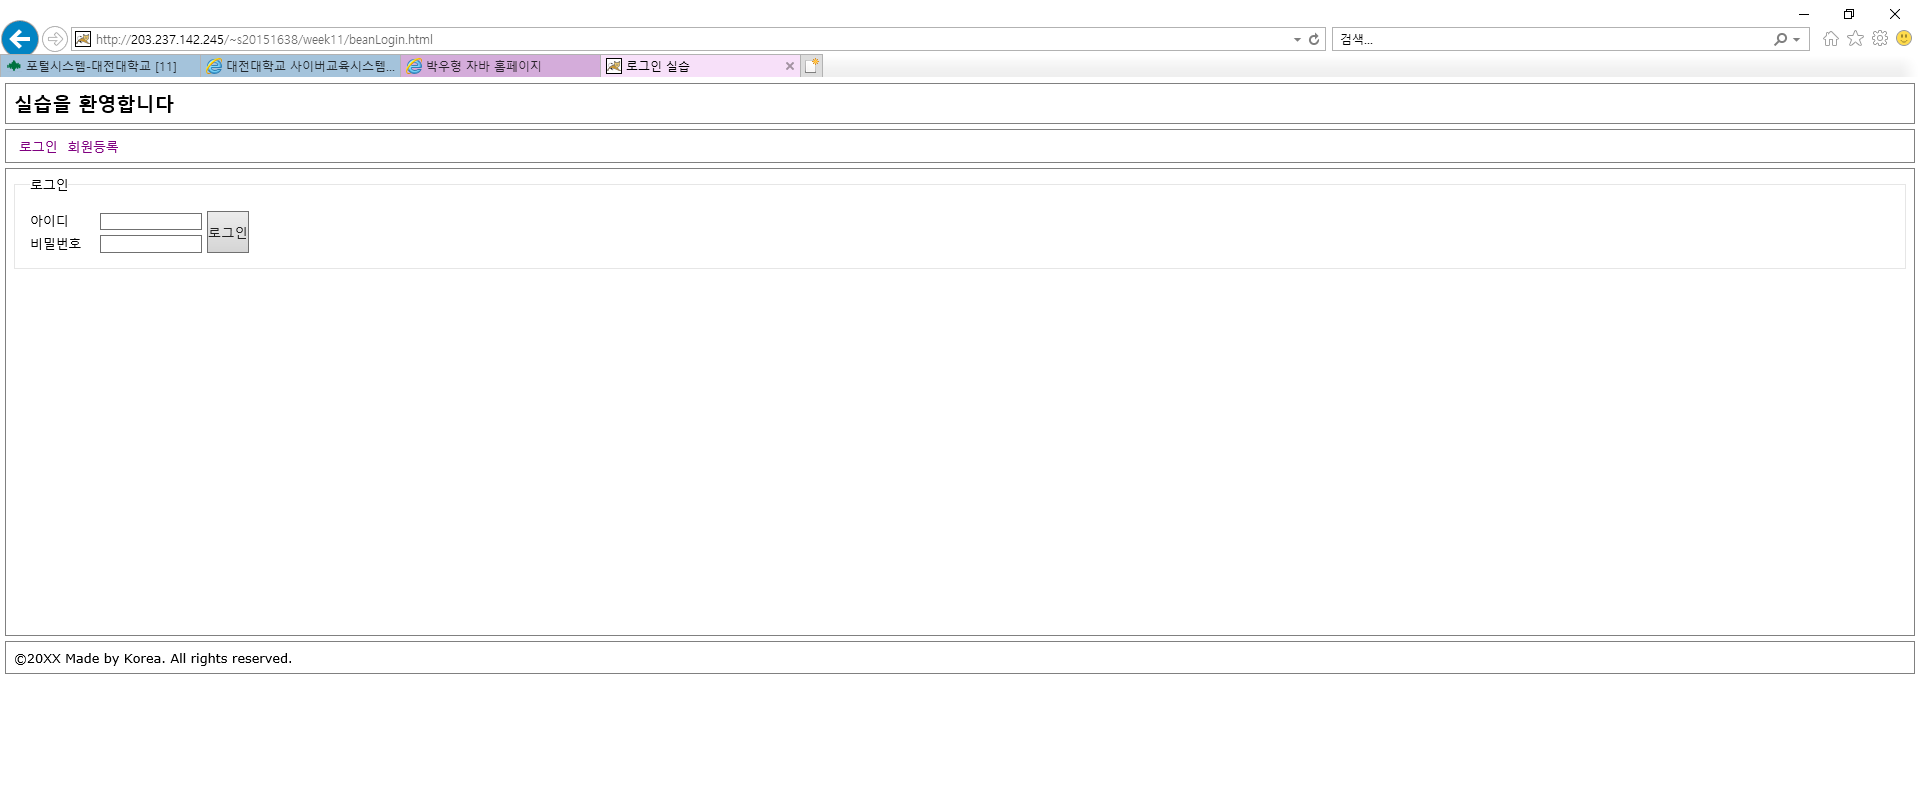 http://203.237.142.245/~s20151638/week11/beanLogin.html 검색...
포털시스템-대전대학교 [11] 대전대학교 사이버교육시스템... 박우형 자바 홈페이지 로그인 실습
실습을 환영합니다
로그인 회원등록
로그인
아이디
로그인
비밀번호
©20XX Made by Korea. All rights reserved.